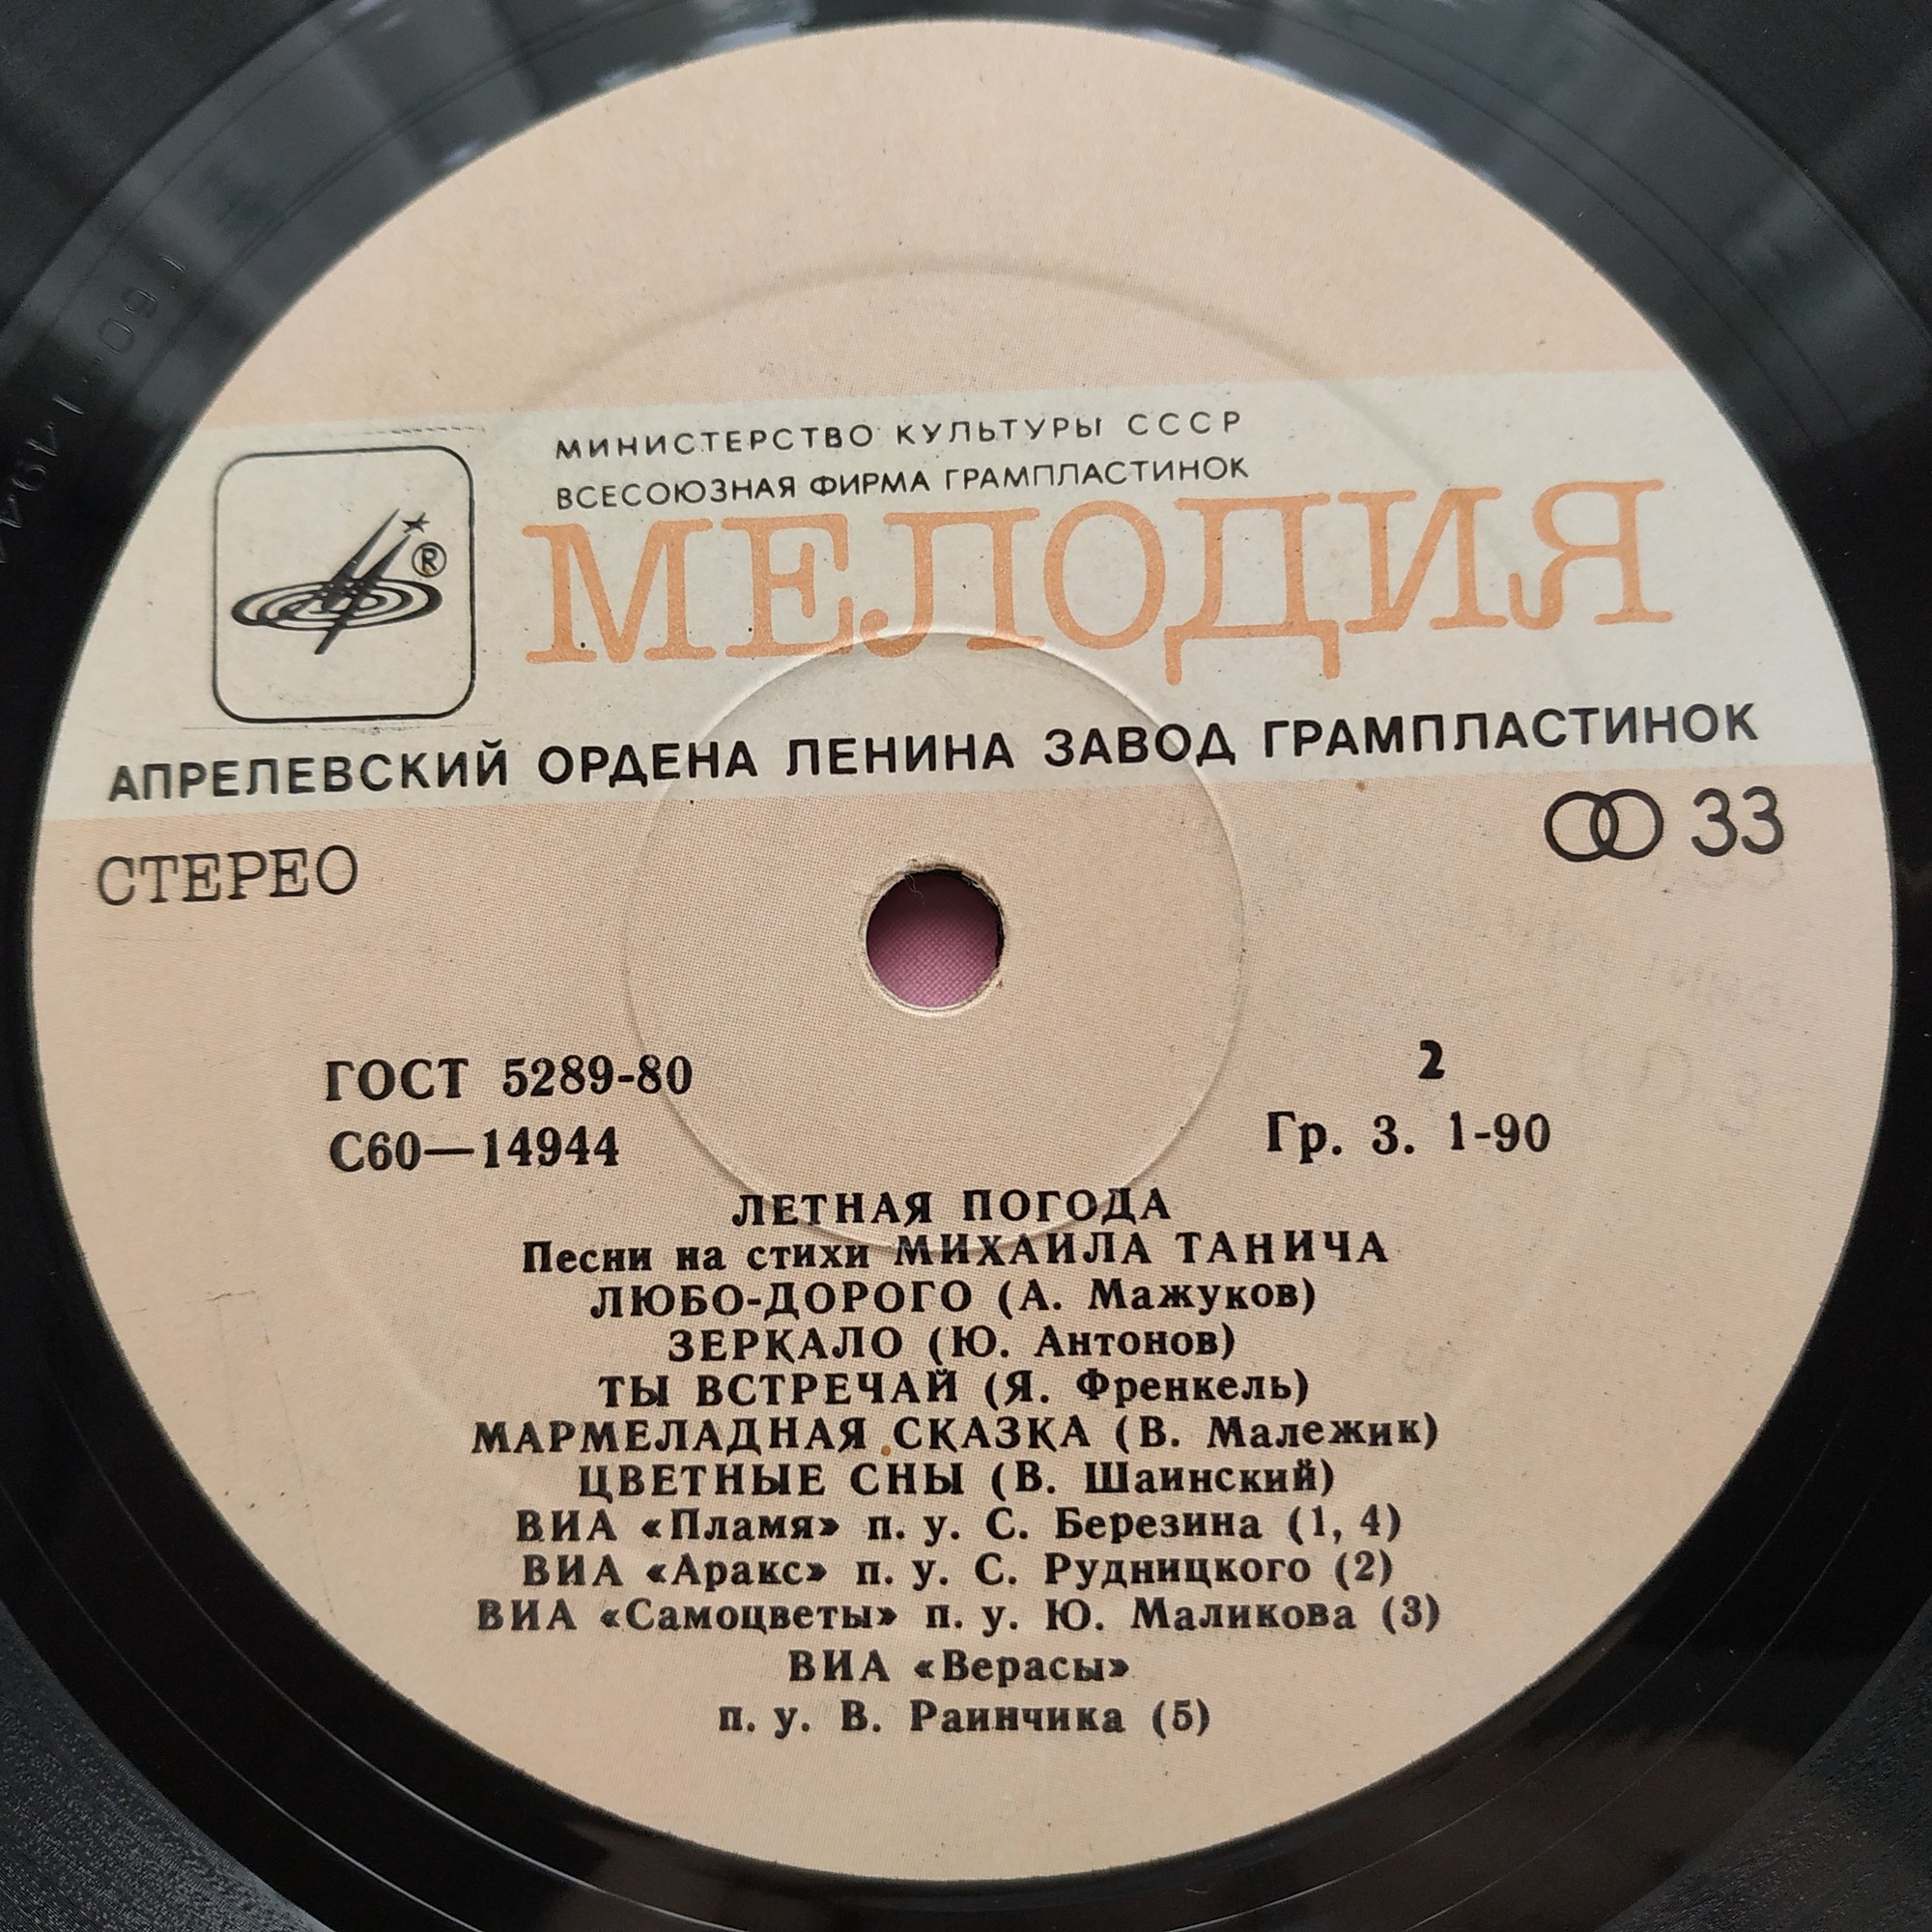 МИНИСТЕРСТВО КУЛЬТУРЫ СССР
ВСЕСОЮЗНАЯ ФИРМА ГРАМПЛАСТИНОК
МЕЛОДИЯ
®
АПРЕЛЕВСКИЙ ОРДЕНА ЛЕНИНА ЗАВОД ГРАМПЛАСТИНОК
СТЕРЕО
33
ГОСТ 5289-80
2
С60—14944
Гр. 3. 1-90
ЛЕТНАЯ ПОГОДА
Песни на стихи МИХАИЛА ТАНИЧА
ЛЮБО-ДОРОГО (А. Мажуков)
ЗЕРКАЛО (Ю. Антонов)
ТЫ ВСТРЕЧАЙ (Я. Френкель)
МАРМЕЛАДНАЯ СКАЗКА (В. Малежик)
ЦВЕТНЫЕ СНЫ (В. Шаинский)
ВИА «Пламя» п. у. С. Березина (1, 4)
ВИА «Аракс» п. у. С. Рудницкого (2)
ВИА «Самоцветы» п. у. Ю. Маликова (3)
ВИА «Верасы»
п. у. В. Раинчика (5)